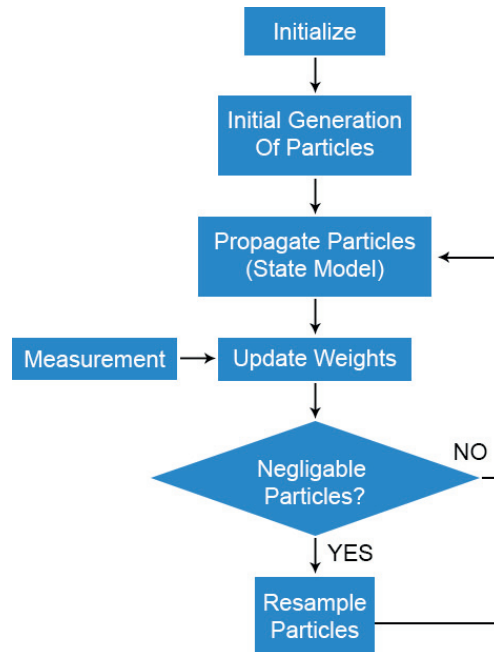 Initialize
Initial Generation
Of Particles
Propagate Particles
(State Model)
Measurement
Update Weights
Negligable
Particles?
NO
YES
Resample
Particles